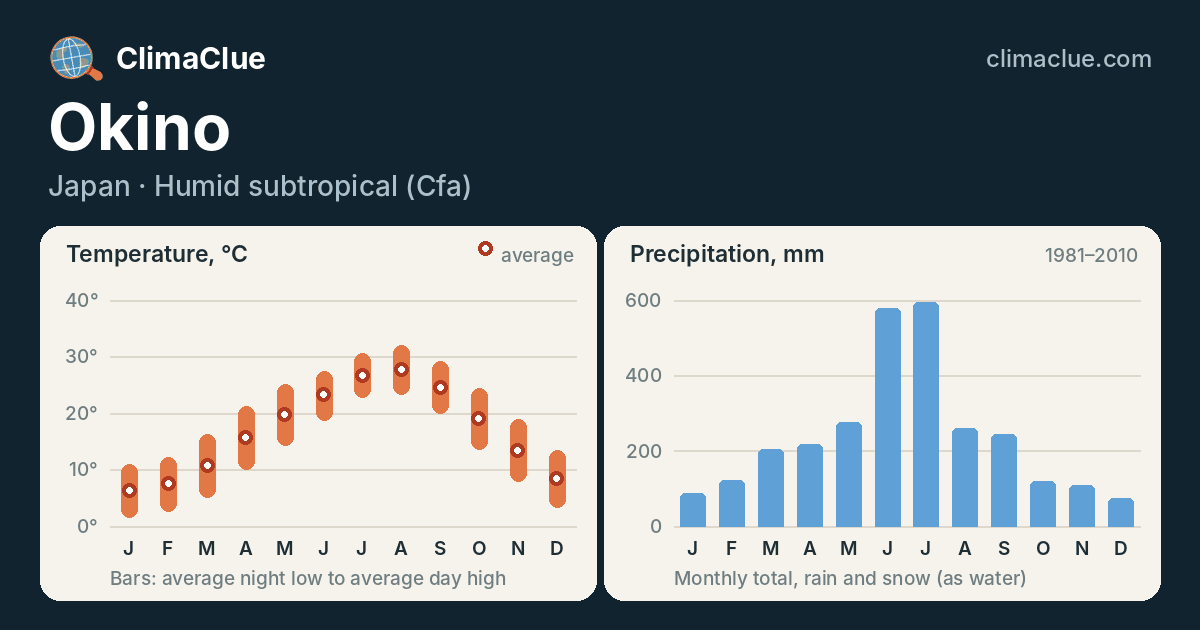 ClimaClue
climaclue.com
Okino
Japan · Humid subtropical (Cfa)
Temperature, °C
average
40°
30°
20°
10°
0°
J F M A M J J A S O N D
Bars: average night low to average day high
Precipitation, mm
1981–2010
600
400
200
0
J F M A M J J A S O N D
Monthly total, rain and snow (as water)